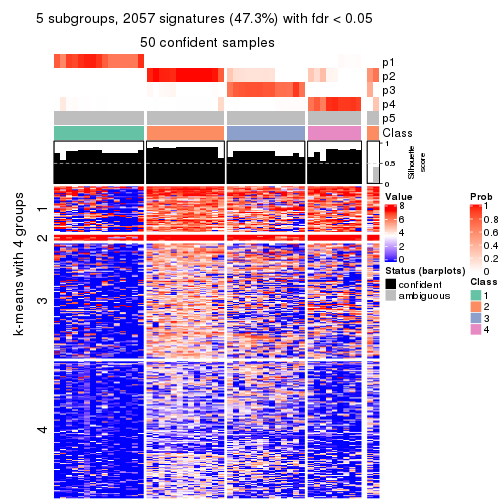 5 subgroups, 2057 signatures (47.3%) with fdr < 0.05
50 confident samples
p1
p2
p3
p4
p5
Class
1
0.5
0
Silhouette
score
k-means with 4 groups
1
2
3
4
Value
8
6
4
2
0
Status (barplots)
confident
ambiguous
Prob
1
0.8
0.6
0.4
0.2
0
Class
1
2
3
4